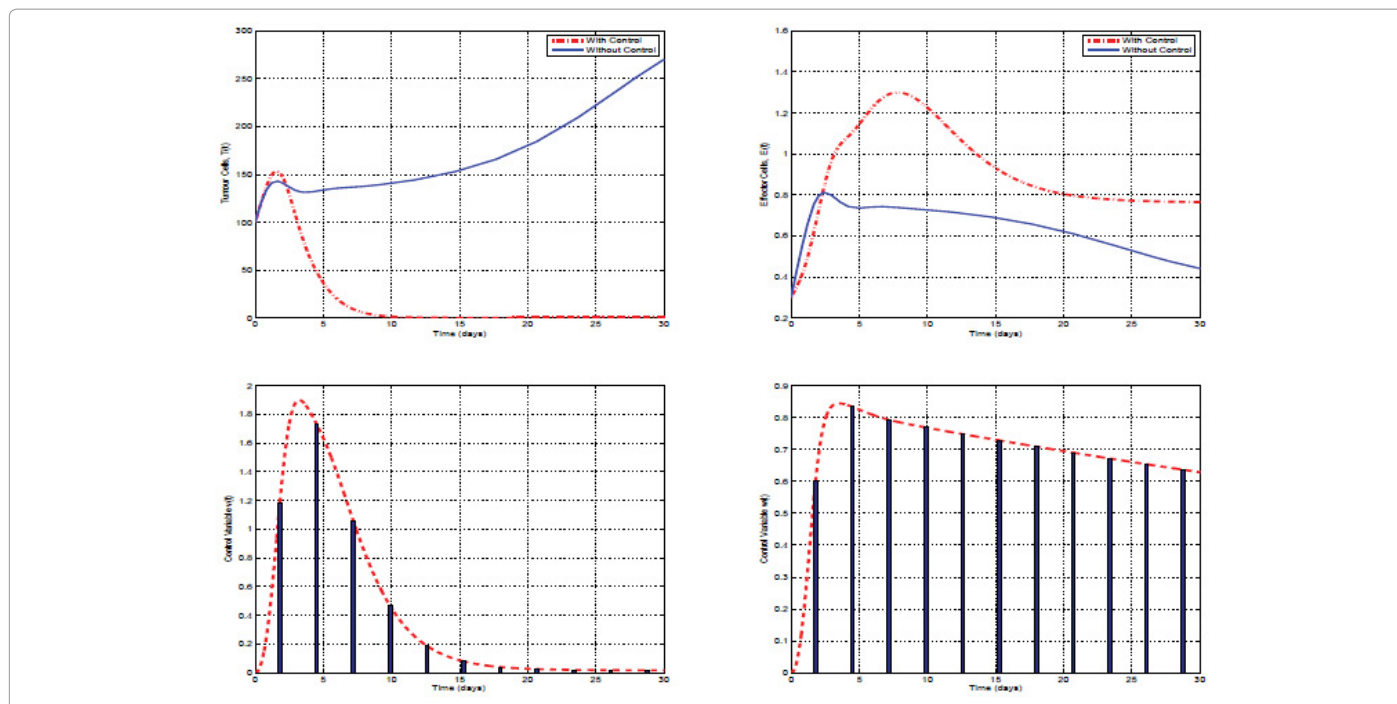 300
250
200
150
100
50
0
0 5 10 15 20 25 30
Tumour Cells, T(t)
Time (days)
With Control
Without Control
1.6
1.4
1.2
1
0.8
0.6
0.4
0.2
0 5 10 15 20 25 30
Effector Cells, E(t)
Time (days)
With Control
Without Control
2
1.8
1.6
1.4
1.2
1
0.8
0.6
0.4
0.2
0
0 5 10 15 20 25 30
Control Variable v(t)
Time (days)
0.9
0.8
0.7
0.6
0.5
0.4
0.3
0.2
0.1
0
0 5 10 15 20 25 30
Control Variable w(t)
Time (days)